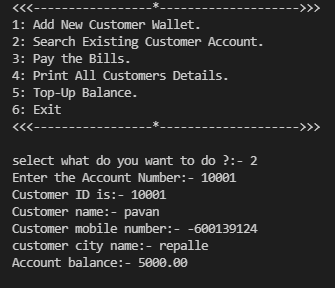 <<<-----------------*-------------------->>>
1: Add New Customer Wallet.
2: Search Existing Customer Account.
3: Pay the Bills.
4: Print All Customers Details.
5: Top-Up Balance.
6: Exit
<<<-----------------*-------------------->>>
select what do you want to do ?:- 2
Enter the Account Number:- 10001
Customer ID is:- 10001
Customer name:- pavan
Customer mobile number:- -600139124
customer city name:- repalle
Account balance:- 5000.00